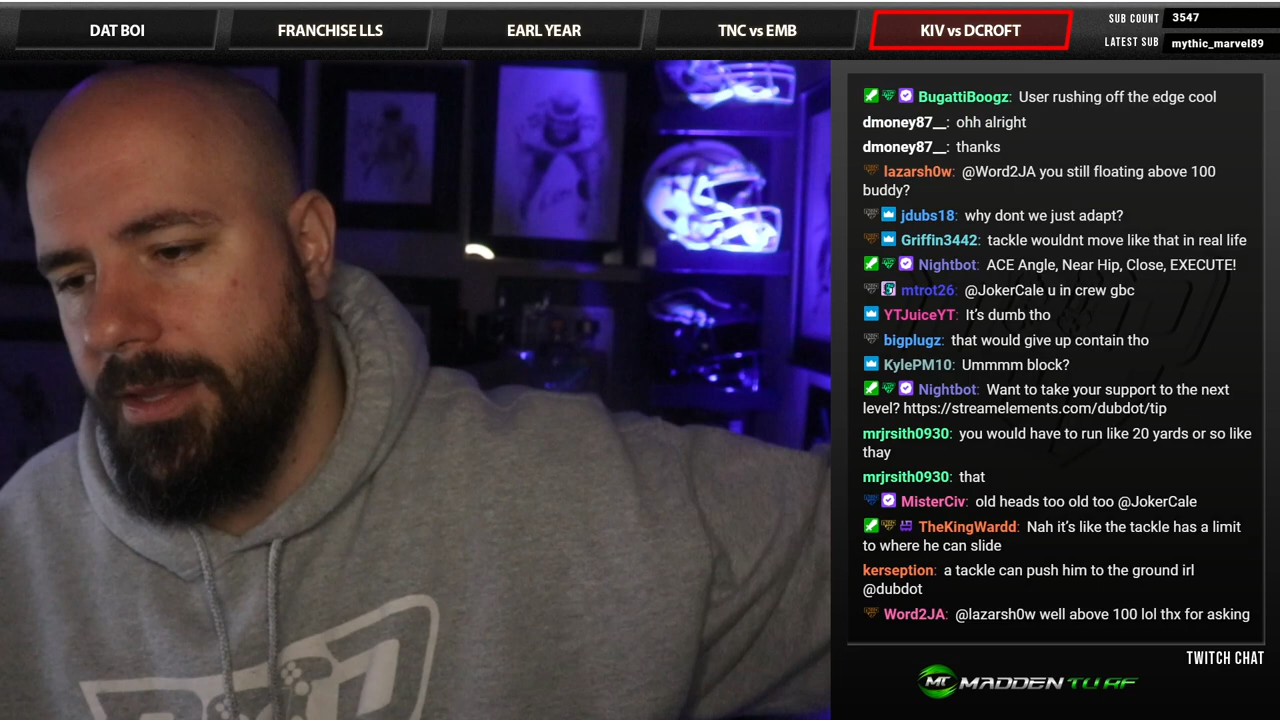 DAT BOI
FRANCHISE LLS
EARL YEAR
TNC vs EMB
KIV vs DCROFT
SUB COUNT 3547
LATEST SUB mythic_marvel89
BugattiBoogz: User rushing off the edge cool
dmoney87__: ohh alright
dmoney87__: thanks
lazarsh0w: @Word2JA you still floating above 100
buddy?
jdubs18: why dont we just adapt?
Griffin3442: tackle wouldnt move like that in real life
Nightbot: ACE Angle, Near Hip, Close, EXECUTE!
mtrot26: @JokerCale u in crew gbc
YTJuiceYT: It’s dumb tho
bigplugz: that would give up contain tho
KylePM10: Ummmm block?
Nightbot: Want to take your support to the next
level? https://streamelements.com/dubdot/tip
mrjrsith0930: you would have to run like 20 yards or so like
thay
mrjrsith0930: that
MisterCiv: old heads too old too @JokerCale
TheKingWardd: Nah it’s like the tackle has a limit
to where he can slide
kerseption: a tackle can push him to the ground irl
@dubdot
Word2JA: @lazarsh0w well above 100 lol thx for asking
TWITCH CHAT
MT MADDEN TURF